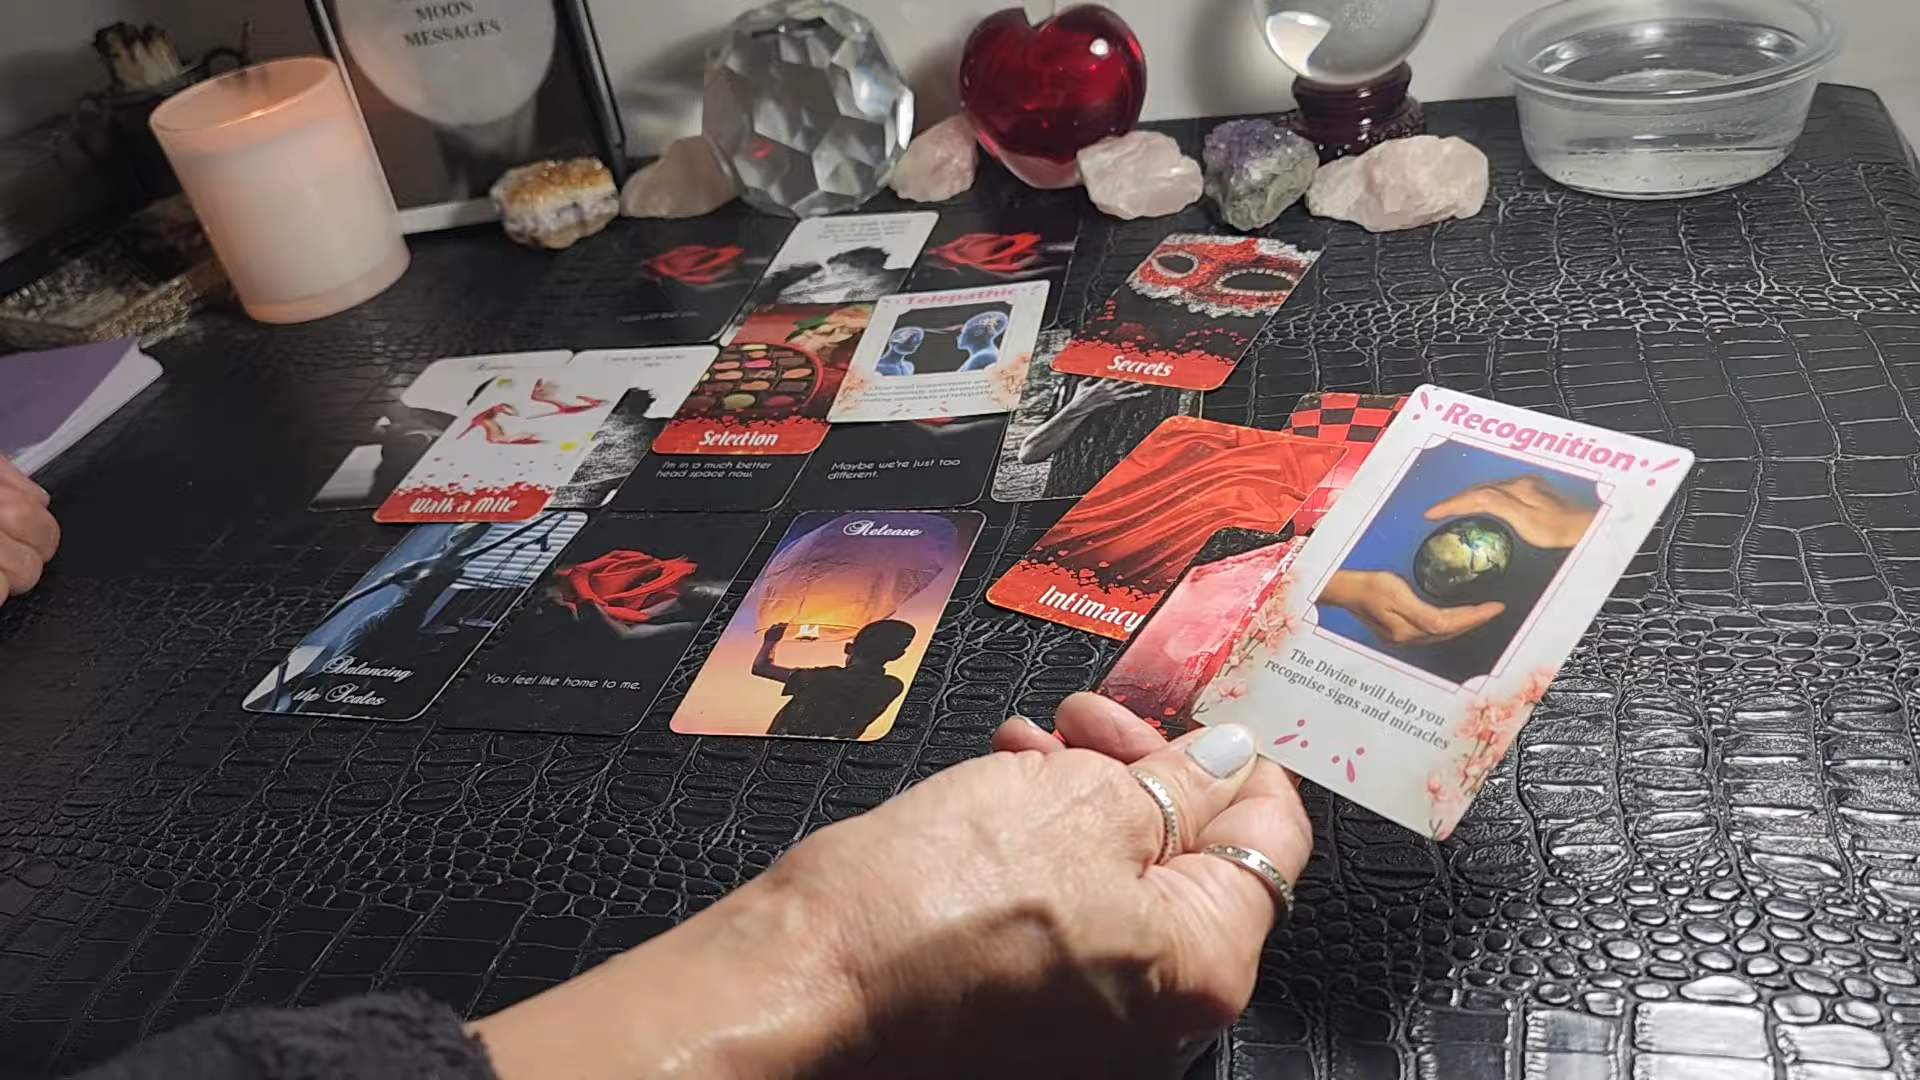 MOON
MESSAGES
Telepathic
Secrets
Selection
I'm in a much better
head space now.
Maybe we're just too
different.
Walk a Mile
Recognition
The Divine will help you
recognise signs and miracles
Intimacy
Release
Balancing
the Scales
You feel like home to me.